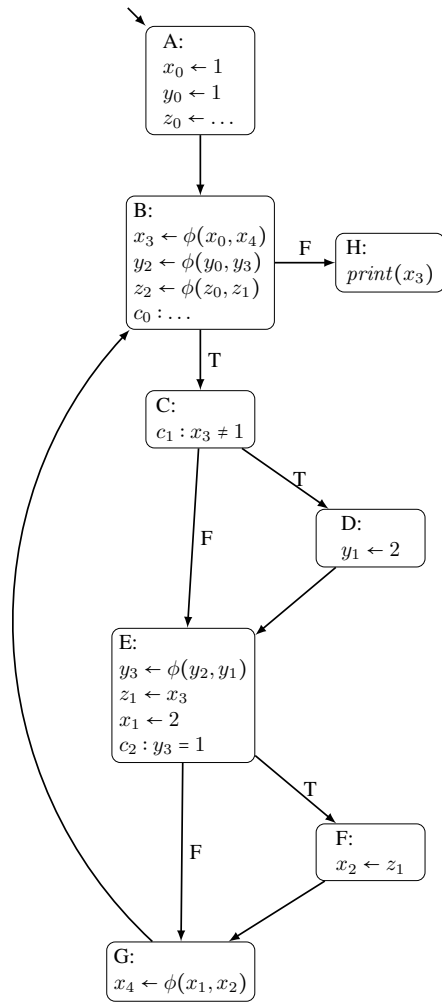 A:
x₀ ← 1
y₀ ← 1
z₀ ← …
B:
x₃ ← ϕ(x₀, x₄)
y₂ ← ϕ(y₀, y₃)
z₂ ← ϕ(z₀, z₁)
c₀ : …
F
H:
print(x₃)
T
C:
c₁ : x₃ ≠ 1
T
F
D:
y₁ ← 2
E:
y₃ ← ϕ(y₂, y₁)
z₁ ← x₃
x₁ ← 2
c₂ : y₃ = 1
T
F
F:
x₂ ← z₁
G:
x₄ ← ϕ(x₁, x₂)